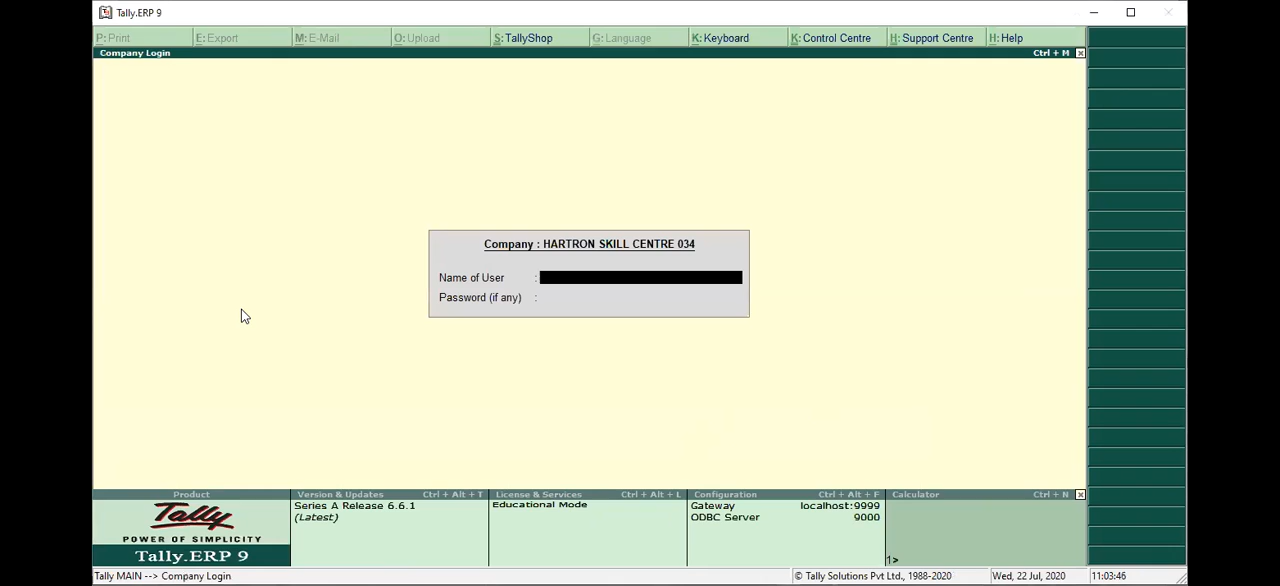 Tally.ERP 9
P: Print E: Export M: E-Mail O: Upload S: TallyShop G: Language K: Keyboard K: Control Centre H: Support Centre H: Help
Company Login Ctrl + M
Company : HARTRON SKILL CENTRE 034
Name of User :
Password (if any) :
Product Version & Updates Ctrl + Alt + T License & Services Ctrl + Alt + L Configuration Ctrl + Alt + F Calculator Ctrl + N
Tally
POWER OF SIMPLICITY
Tally.ERP 9
Series A Release 6.6.1
(Latest)
Educational Mode
Gateway localhost:9999
ODBC Server 9000
1>
Tally MAIN --> Company Login © Tally Solutions Pvt Ltd., 1988-2020 Wed, 22 Jul, 2020 11:03:46